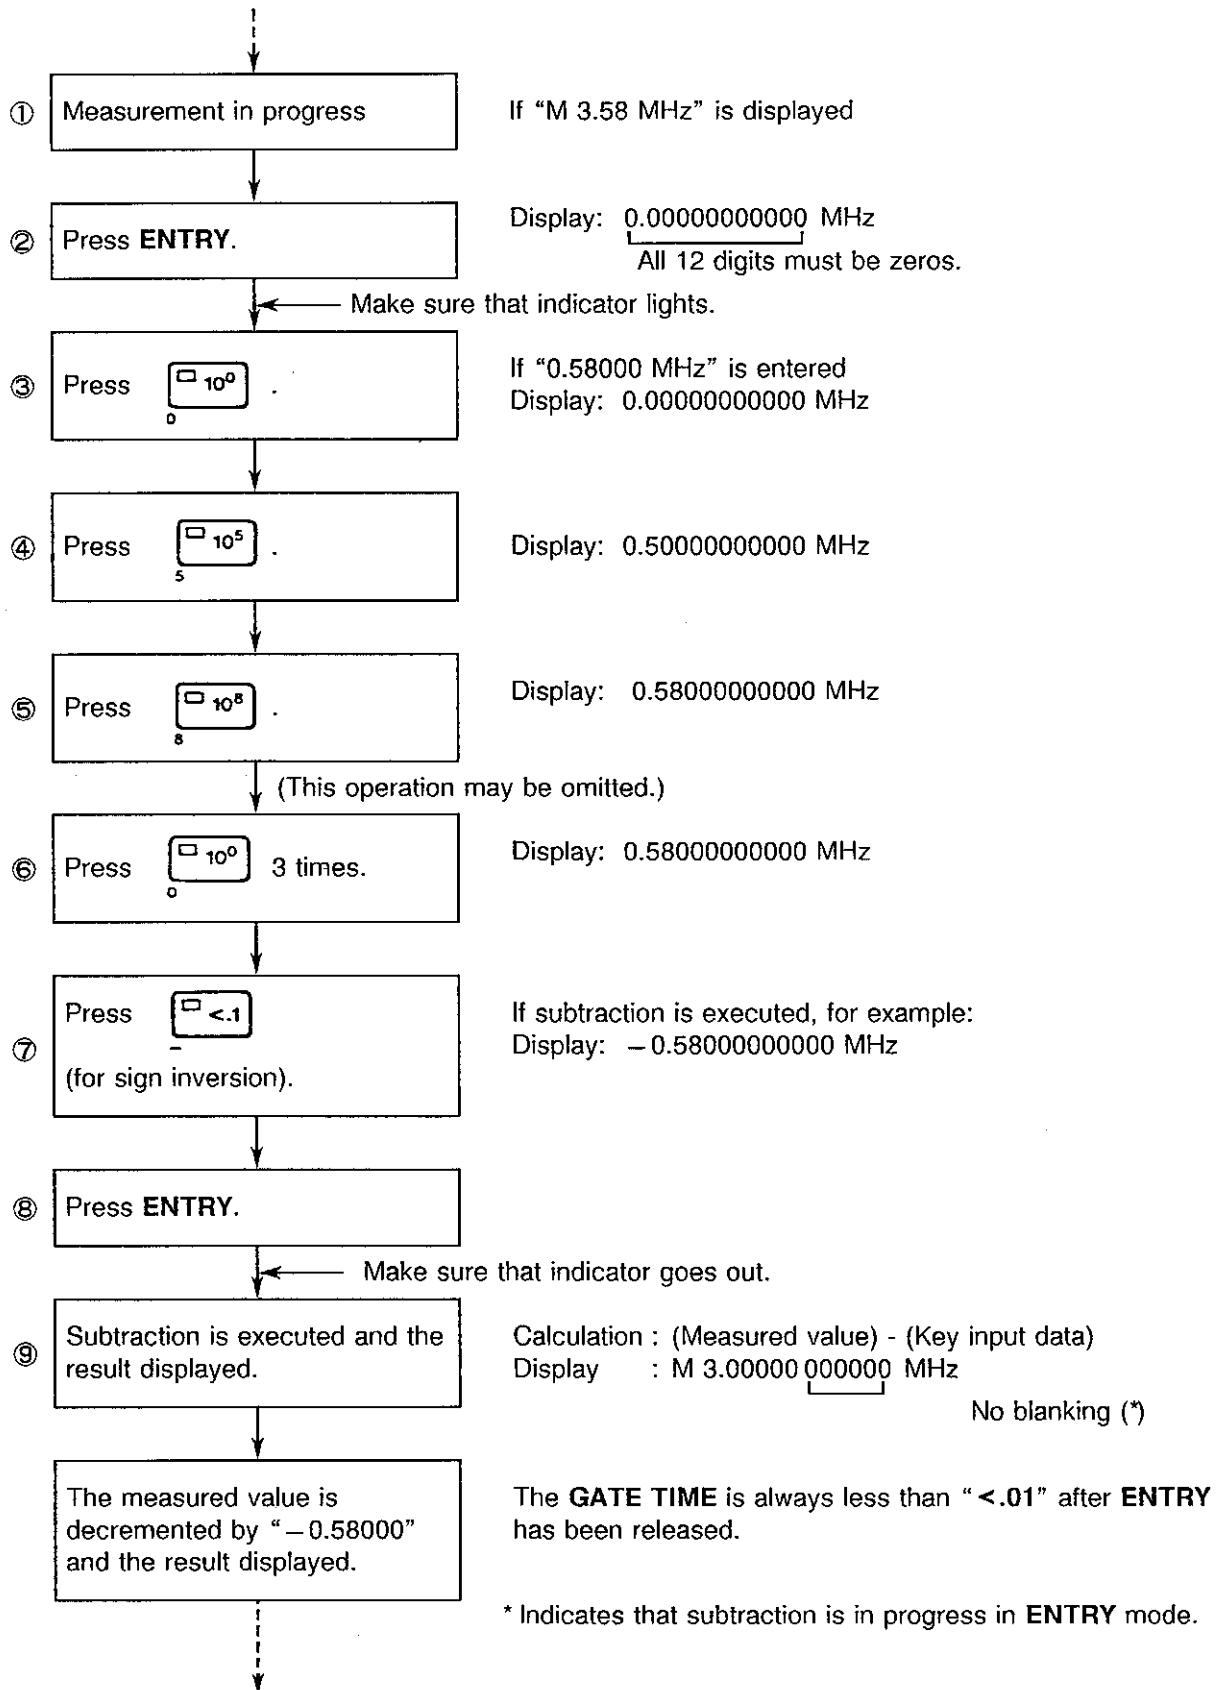 ① Measurement in progress If “M 3.58 MHz” is displayed
② Press ENTRY. Display: 0.00000000000 MHz
All 12 digits must be zeros.
Make sure that indicator lights.
③ Press 10⁰ .
0
If “0.58000 MHz” is entered
Display: 0.00000000000 MHz
④ Press 10⁵ . Display: 0.50000000000 MHz
5
⑤ Press 10⁸ . Display: 0.58000000000 MHz
8
(This operation may be omitted.)
⑥ Press 10⁰ 3 times. Display: 0.58000000000 MHz
0
⑦ Press <.1
−
(for sign inversion).
If subtraction is executed, for example:
Display: −0.58000000000 MHz
⑧ Press ENTRY.
Make sure that indicator goes out.
⑨ Subtraction is executed and the
result displayed.
Calculation : (Measured value) - (Key input data)
Display : M 3.00000 000000 MHz
No blanking (*)
The measured value is
decremented by “−0.58000”
and the result displayed.
The GATE TIME is always less than “<.01” after ENTRY
has been released.
* Indicates that subtraction is in progress in ENTRY mode.